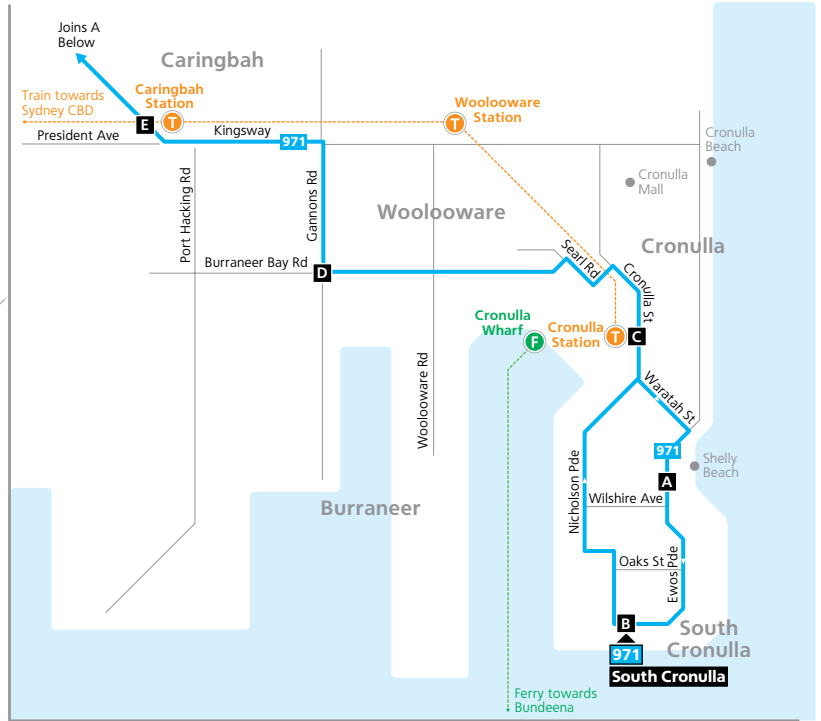 Joins A
Below
Caringbah
Train towards
Sydney CBD
Caringbah
Station
T
E
Woolooware
Station
T
President Ave
Kingsway
971
Cronulla
Beach
Cronulla
Mall
Port Hacking Rd
Gannons Rd
Woolooware
Cronulla
Burraneer Bay Rd
D
Searl Rd
Cronulla St
Cronulla
Wharf
F
Cronulla
Station
T
C
Woolooware Rd
Waratah St
971
Shelly
Beach
A
Nicholson Pde
Wilshire Ave
Burraneer
Oaks St
Ewos Pde
B
South
Cronulla
971
South Cronulla
Ferry towards
Bundeena